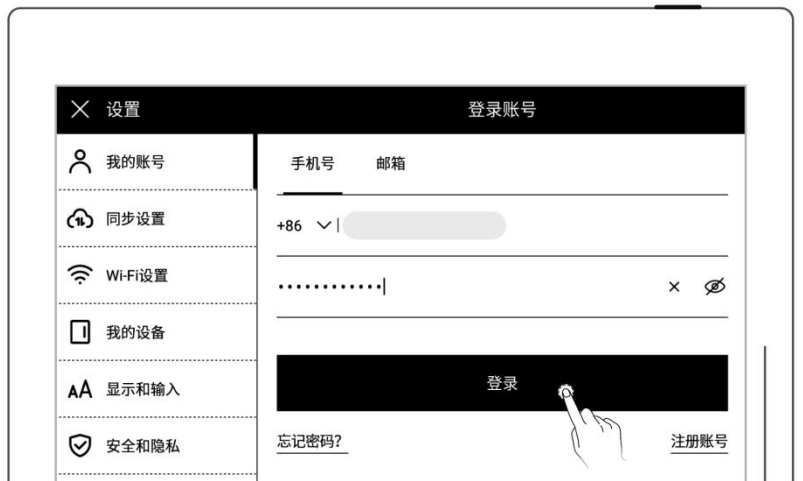 设置
登录账号
我的账号
同步设置
Wi-Fi设置
我的设备
AA 显示和输入
安全和隐私
手机号 邮箱
+86
••••••••••••
登录
忘记密码? 注册账号